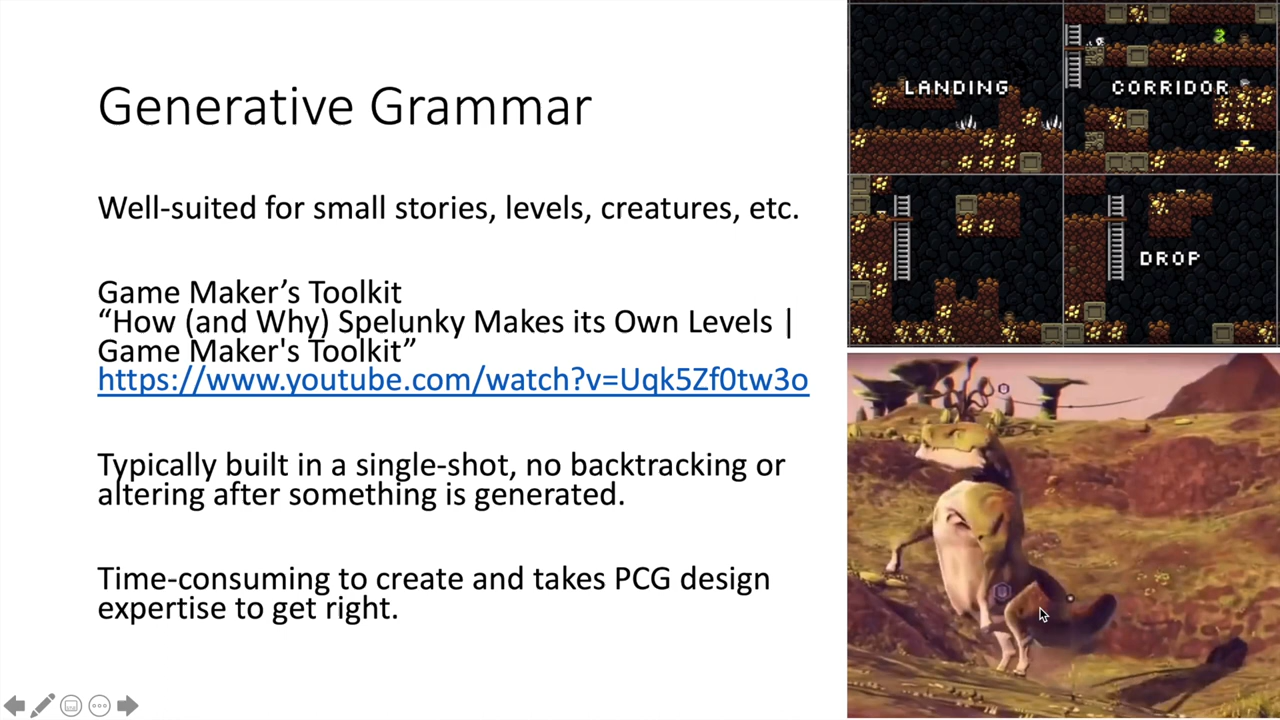 Generative Grammar
Well-suited for small stories, levels, creatures, etc.
Game Maker’s Toolkit
“How (and Why) Spelunky Makes its Own Levels |
Game Maker's Toolkit”
https://www.youtube.com/watch?v=Uqk5Zf0tw3o
Typically built in a single-shot, no backtracking or
altering after something is generated.
Time-consuming to create and takes PCG design
expertise to get right.
LANDING
CORRIDOR
DROP